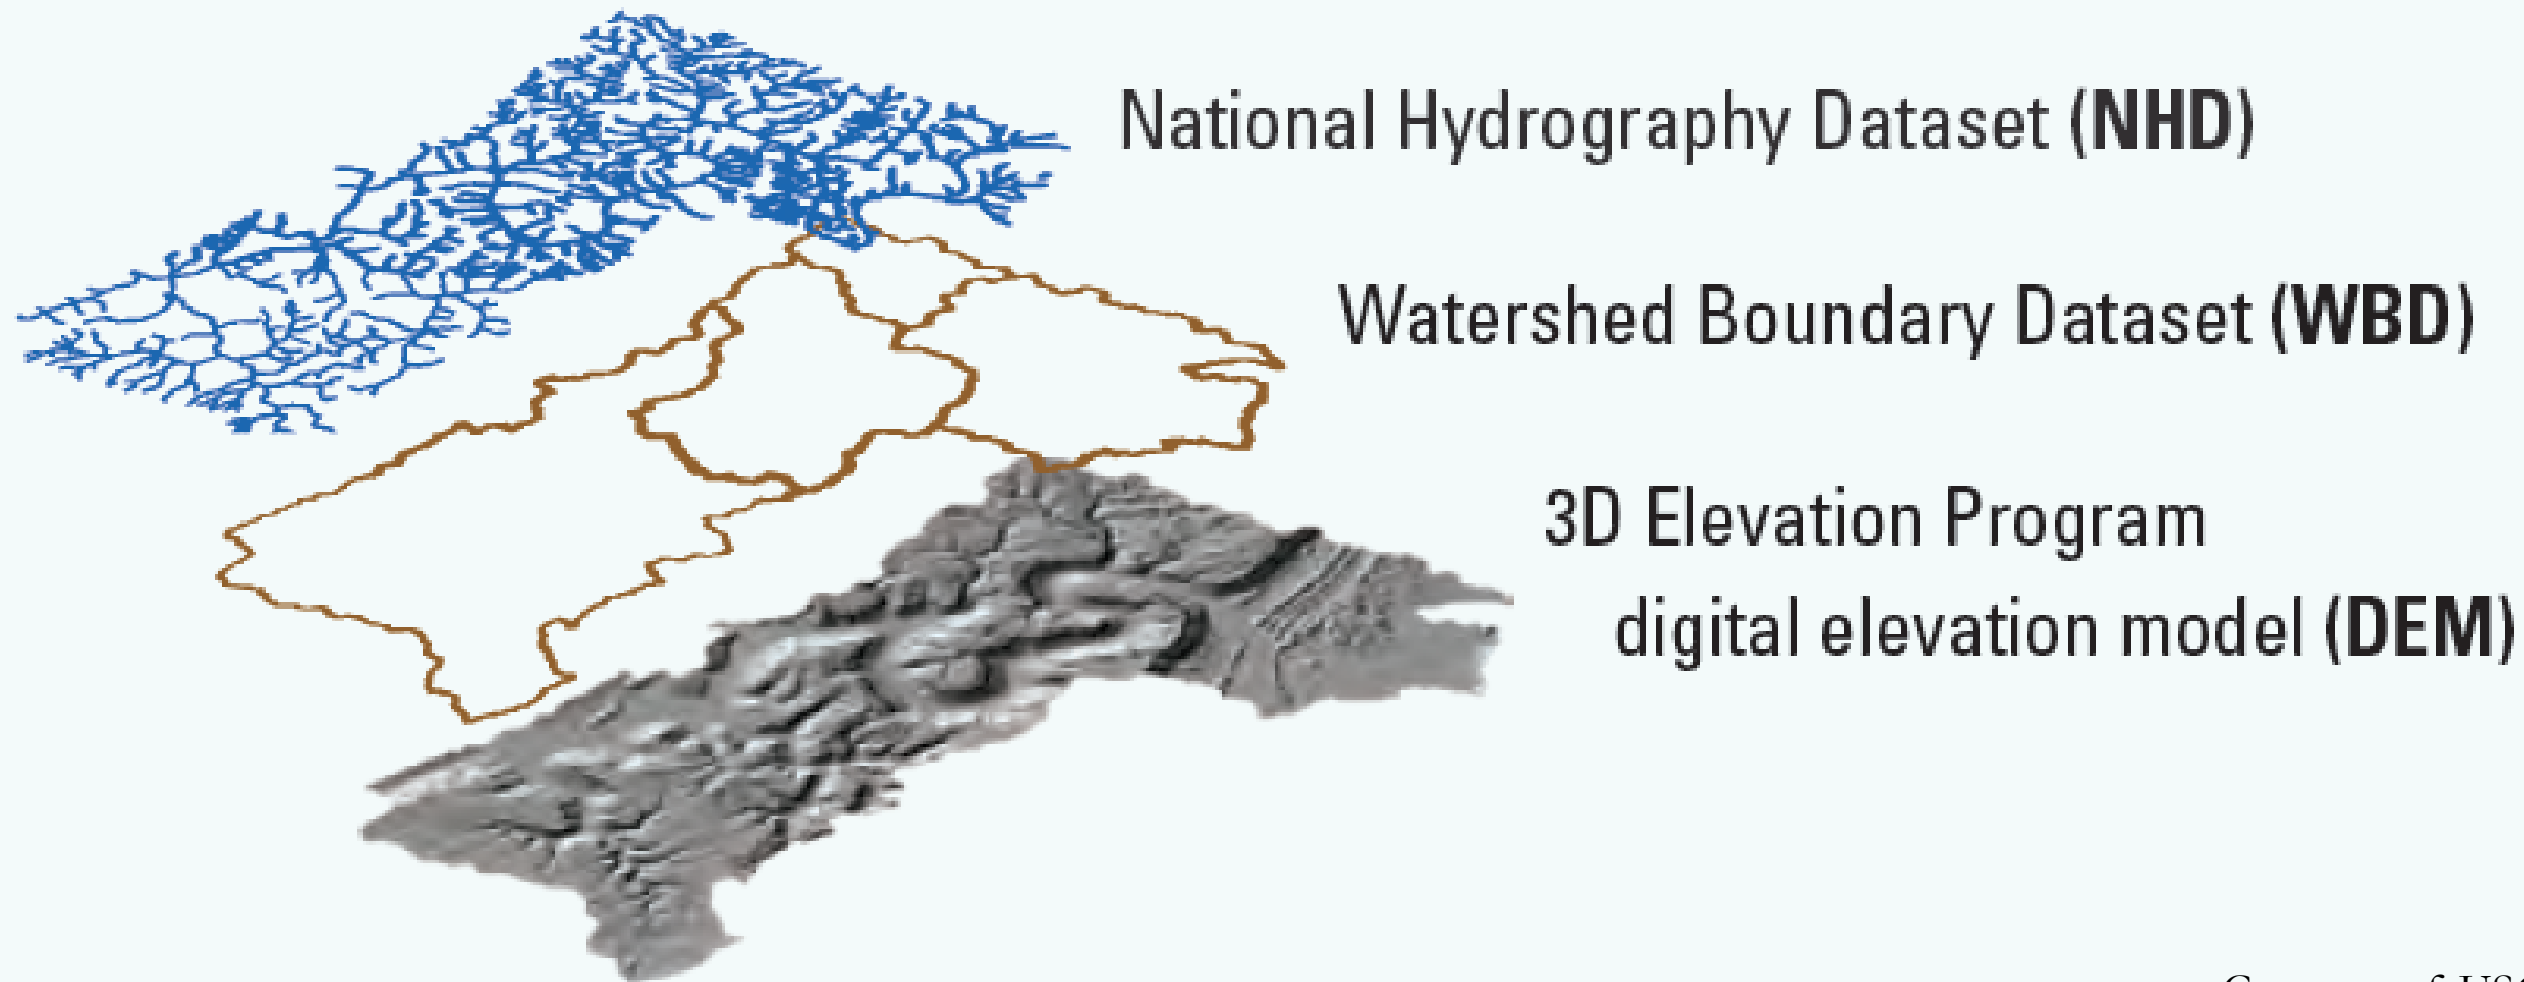 National Hydrography Dataset (NHD)
Watershed Boundary Dataset (WBD)
3D Elevation Program
digital elevation model (DEM)